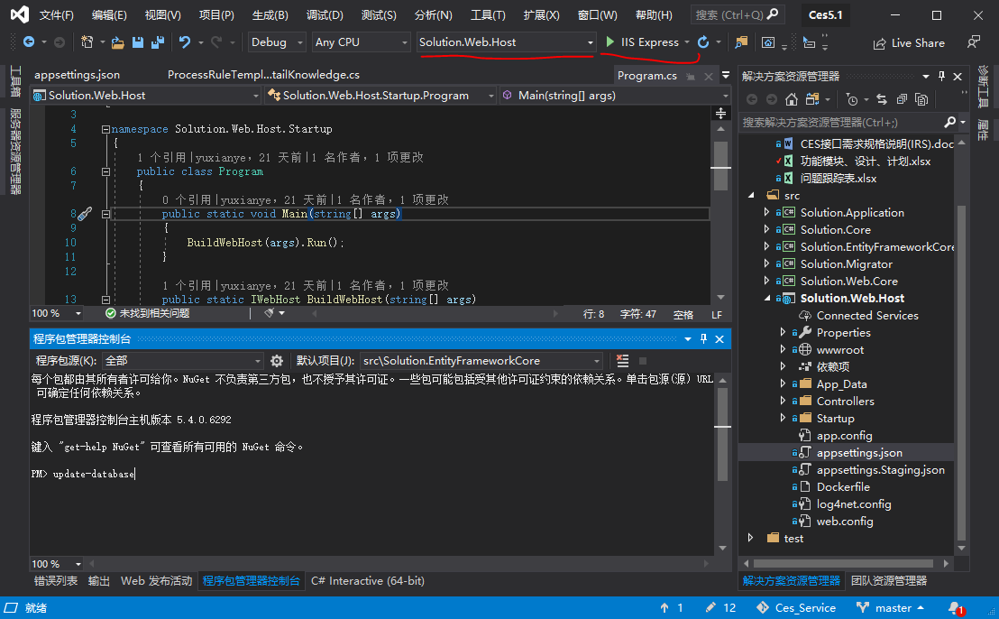 文件(F) 编辑(E) 视图(V) 项目(P) 生成(B) 调试(D) 测试(S) 分析(N) 工具(T) 扩展(X) 窗口(W) 帮助(H) 搜索 (Ctrl+Q) Ces5.1
Debug Any CPU Solution.Web.Host IIS Express Live Share
工具箱
服务器资源管理器
appsettings.json ProcessRuleTempl...tailKnowledge.cs Program.cs
Solution.Web.Host Solution.Web.Host.Startup.Program Main(string[] args)
3
4 namespace Solution.Web.Host.Startup
5 {
1 个引用|yuxianye，21 天前|1 名作者，1 项更改
6 public class Program
7 {
0 个引用|yuxianye，21 天前|1 名作者，1 项更改
8 public static void Main(string[] args)
9 {
10 BuildWebHost(args).Run();
11 }
12
1 个引用|yuxianye，21 天前|1 名作者，1 项更改
13 public static IWebHost BuildWebHost(string[] args)
100 % 未找到相关问题 行: 8 字符: 47 空格 LF
程序包管理器控制台
程序包源(K): 全部 默认项目(J): src\Solution.EntityFrameworkCore
每个包都由其所有者许可给你。NuGet 不负责第三方包，也不授予其许可证。一些包可能包括受其他许可证约束的依赖关系。单击包源(源) URL
可确定任何依赖关系。
程序包管理器控制台主机版本 5.4.0.6292
键入 "get-help NuGet" 可查看所有可用的 NuGet 命令。
PM> update-database
100 %
错误列表 输出 Web 发布活动 程序包管理器控制台 C# Interactive (64-bit)
解决方案资源管理器
搜索解决方案资源管理器(Ctrl+;)
CES接口需求规格说明(IRS).doc
功能模块、设计、计划.xlsx
问题跟踪表.xlsx
src
Solution.Application
Solution.Core
Solution.EntityFrameworkCore
Solution.Migrator
Solution.Web.Core
Solution.Web.Host
Connected Services
Properties
wwwroot
依赖项
App_Data
Controllers
Startup
app.config
appsettings.json
appsettings.Staging.json
Dockerfile
log4net.config
web.config
test
解决方案资源管理器 团队资源管理器
诊断工具
属性
就绪 1 12 Ces_Service master 1